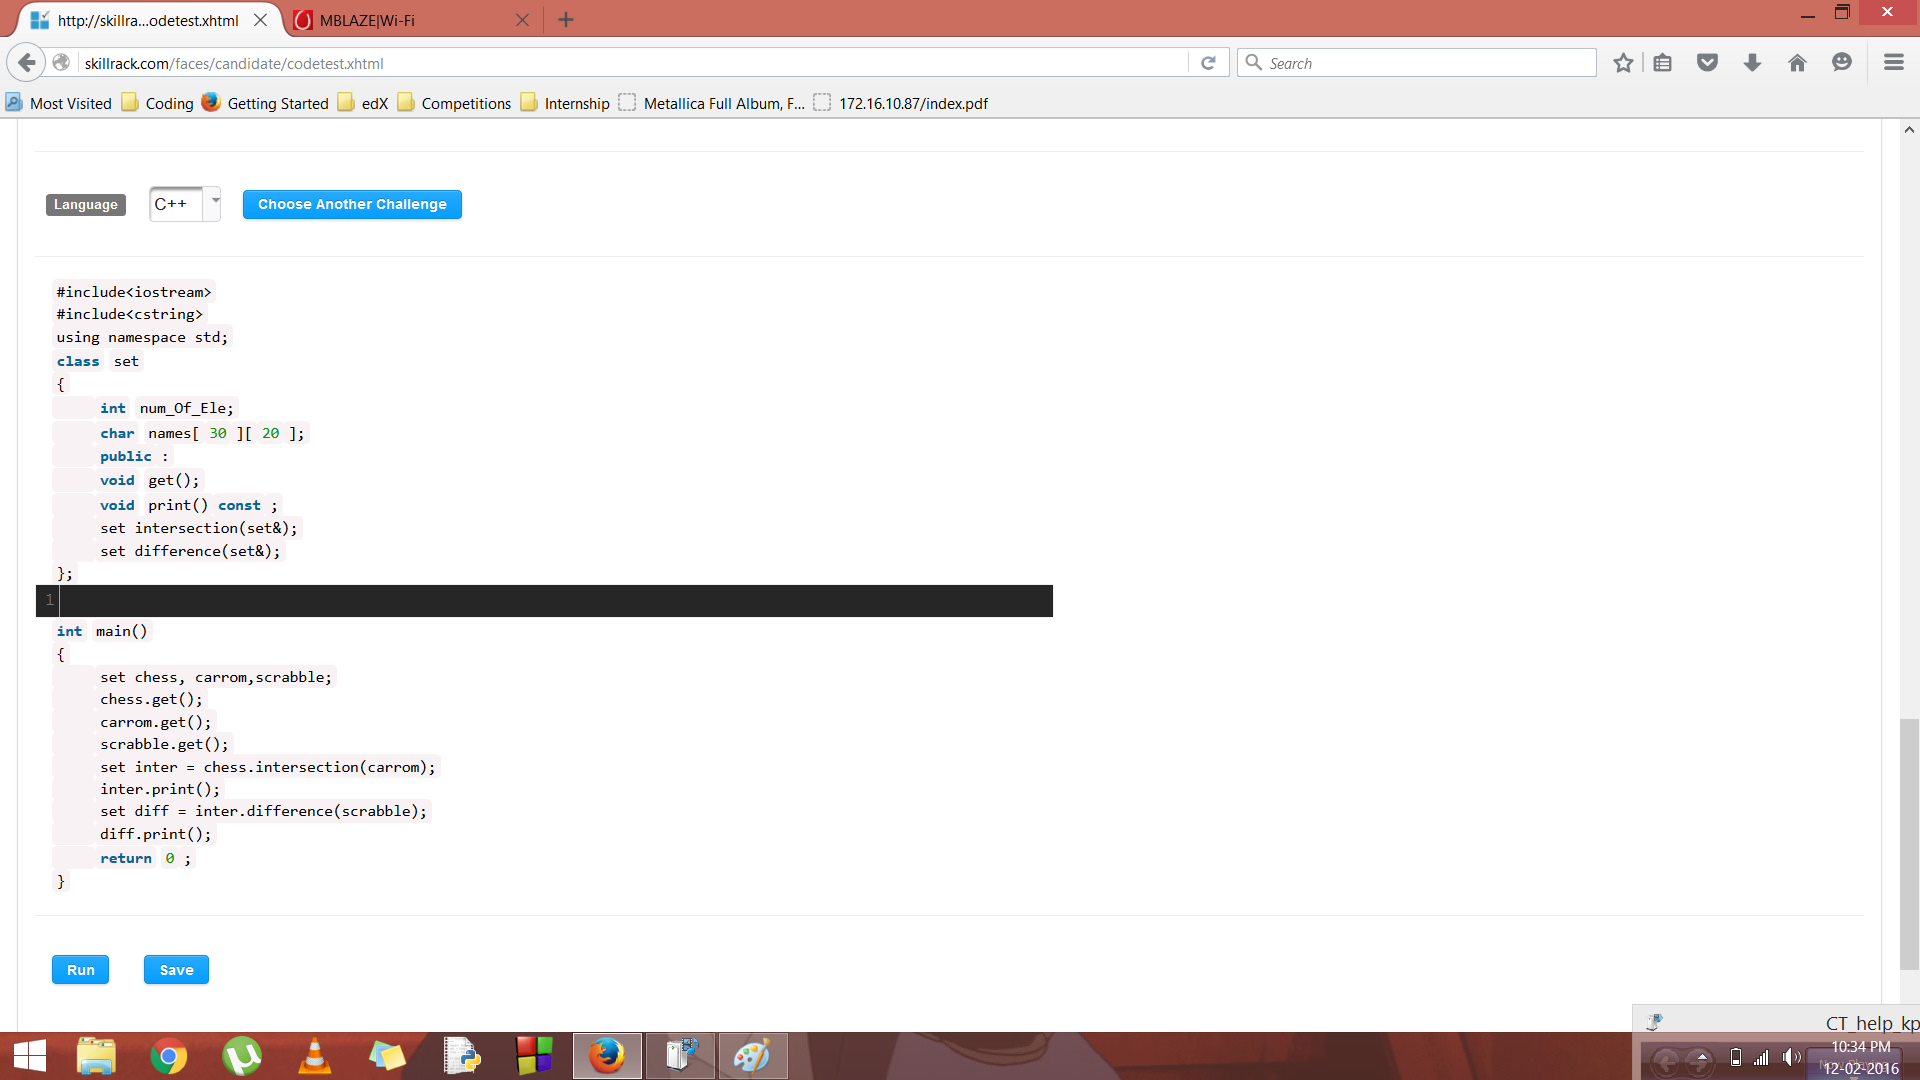 http://skillra...odetest.xhtml
MBLAZE|Wi-Fi
skillrack.com/faces/candidate/codetest.xhtml
Search
Most Visited
Coding
Getting Started
edX
Competitions
Internship
Metallica Full Album, F...
172.16.10.87/index.pdf
Language
C++
Choose Another Challenge
#include<iostream>
#include<cstring>
using namespace std;
class set
{
int num_Of_Ele;
char names[ 30 ][ 20 ];
public :
void get();
void print() const ;
set intersection(set&);
set difference(set&);
};
1
int main()
{
set chess, carrom,scrabble;
chess.get();
carrom.get();
scrabble.get();
set inter = chess.intersection(carrom);
inter.print();
set diff = inter.difference(scrabble);
diff.print();
return 0 ;
}
Run
Save
CT_help_kp
10:34 PM
12-02-2016